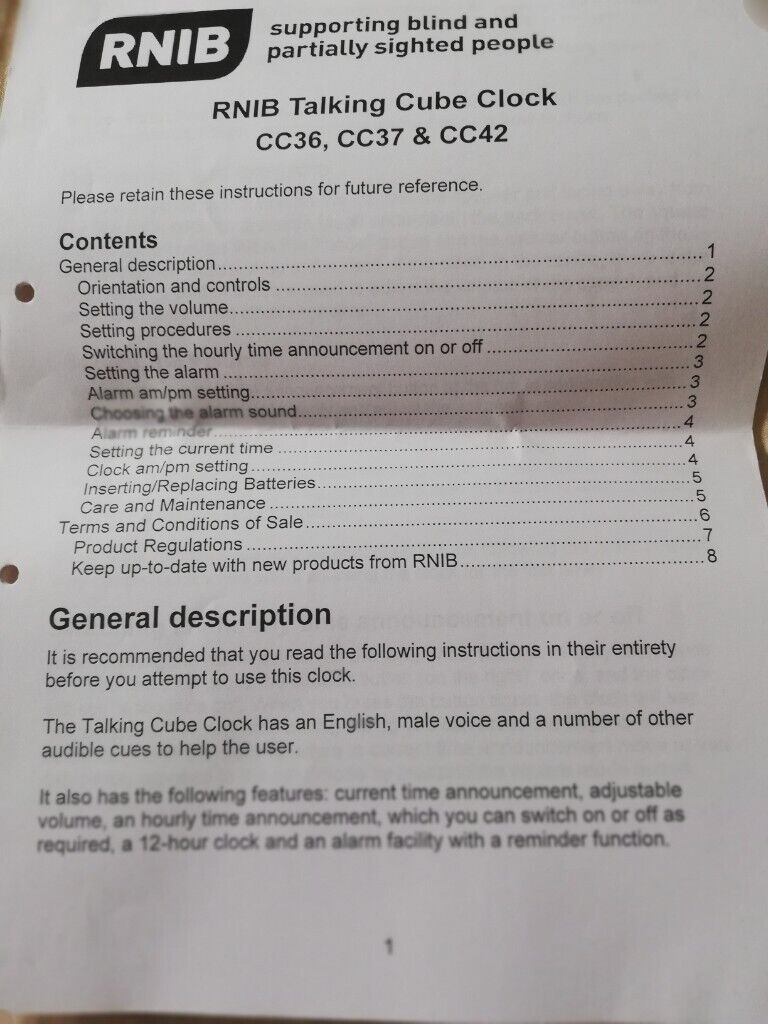 RNIB
supporting blind and
partially sighted people
RNIB Talking Cube Clock
CC36, CC37 & CC42
Please retain these instructions for future reference.
Contents
General description.......... 1
Orientation and controls .......... 2
Setting the volume.......... 2
Setting procedures .......... 2
Switching the hourly time announcement on or off .......... 2
Setting the alarm .......... 3
Alarm am/pm setting.......... 3
Choosing the alarm sound.......... 3
Alarm reminder.......... 4
Setting the current time .......... 4
Clock am/pm setting .......... 4
Inserting/Replacing Batteries.......... 5
Care and Maintenance .......... 5
Terms and Conditions of Sale.......... 6
Product Regulations .......... 7
Keep up-to-date with new products from RNIB.......... 8
General description
It is recommended that you read the following instructions in their entirety
before you attempt to use this clock.
The Talking Cube Clock has an English, male voice and a number of other
audible cues to help the user.
It also has the following features: current time announcement, adjustable
volume, an hourly time announcement, which you can switch on or off as
required, a 12-hour clock and an alarm facility with a reminder function.
1